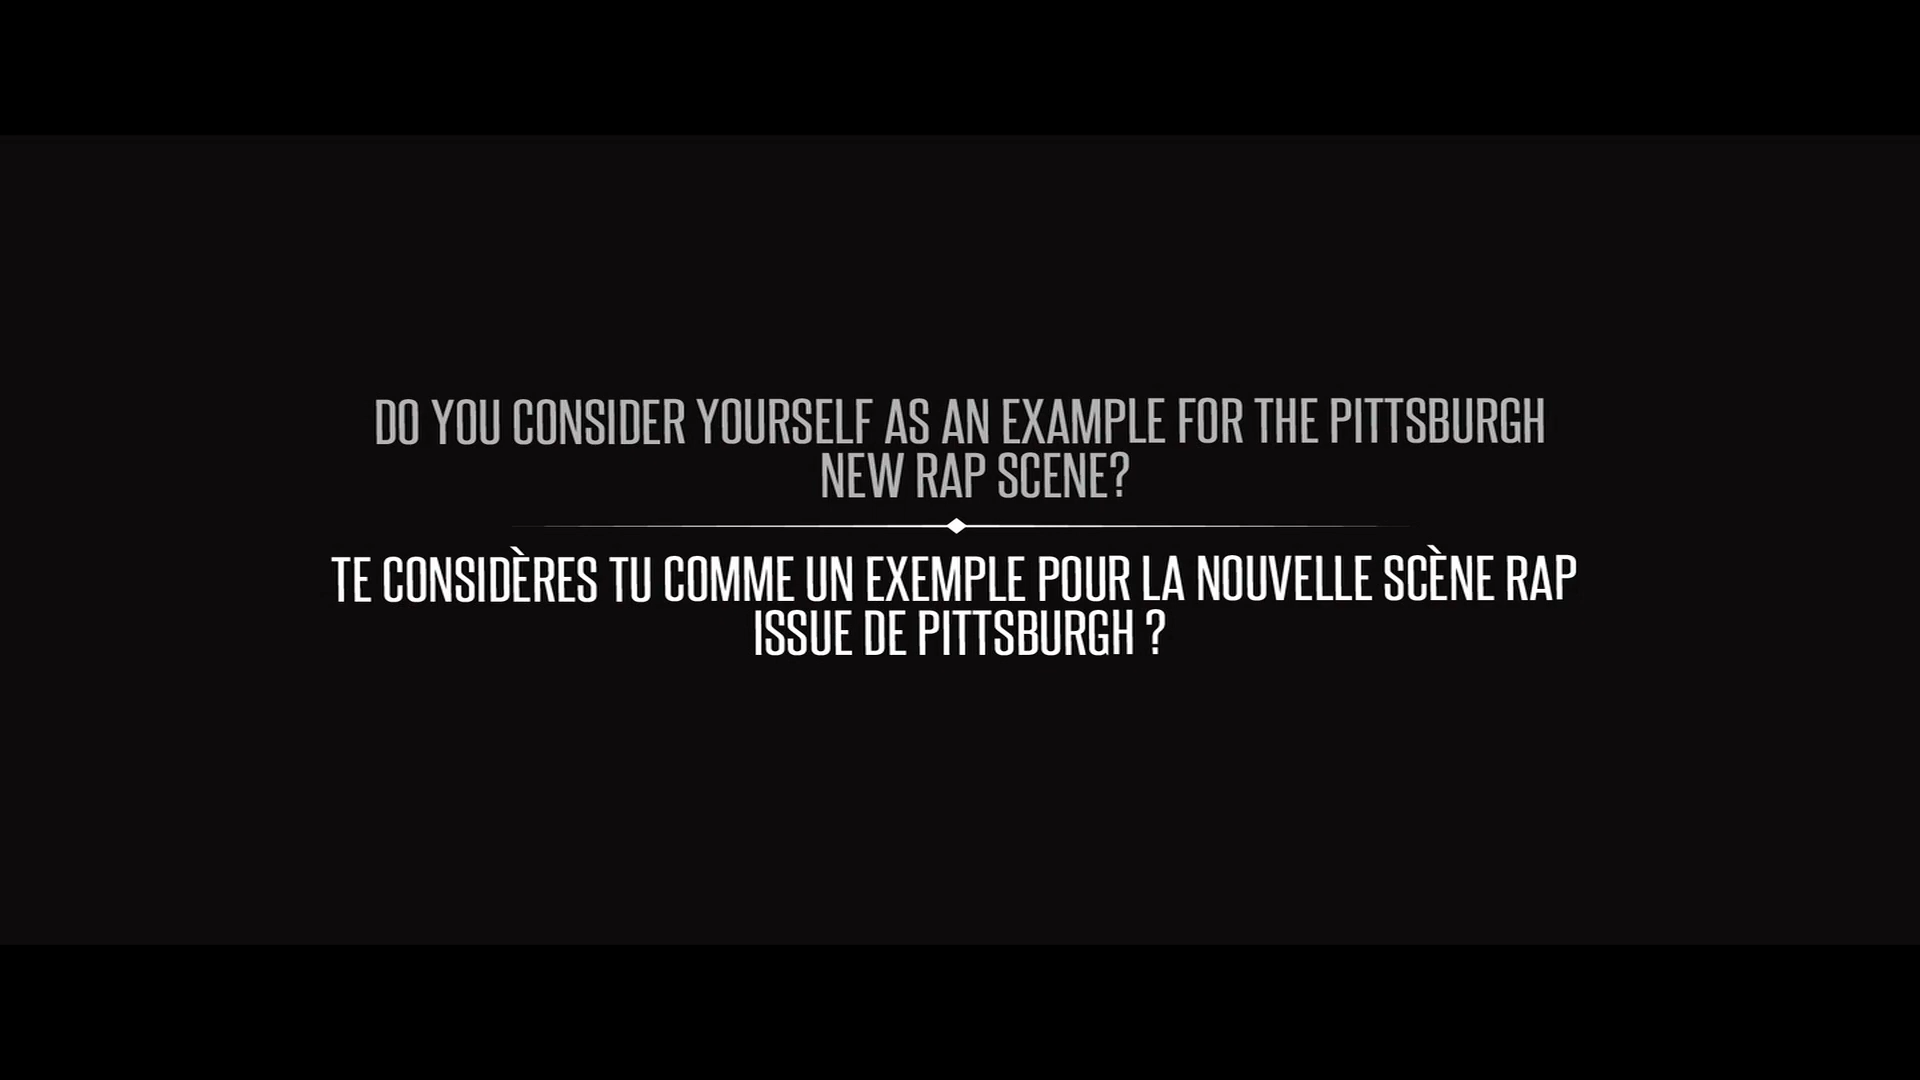 DO YOU CONSIDER YOURSELF AS AN EXAMPLE FOR THE PITTSBURGH
NEW RAP SCENE?
TE CONSIDÈRES TU COMME UN EXEMPLE POUR LA NOUVELLE SCÈNE RAP
ISSUE DE PITTSBURGH ?